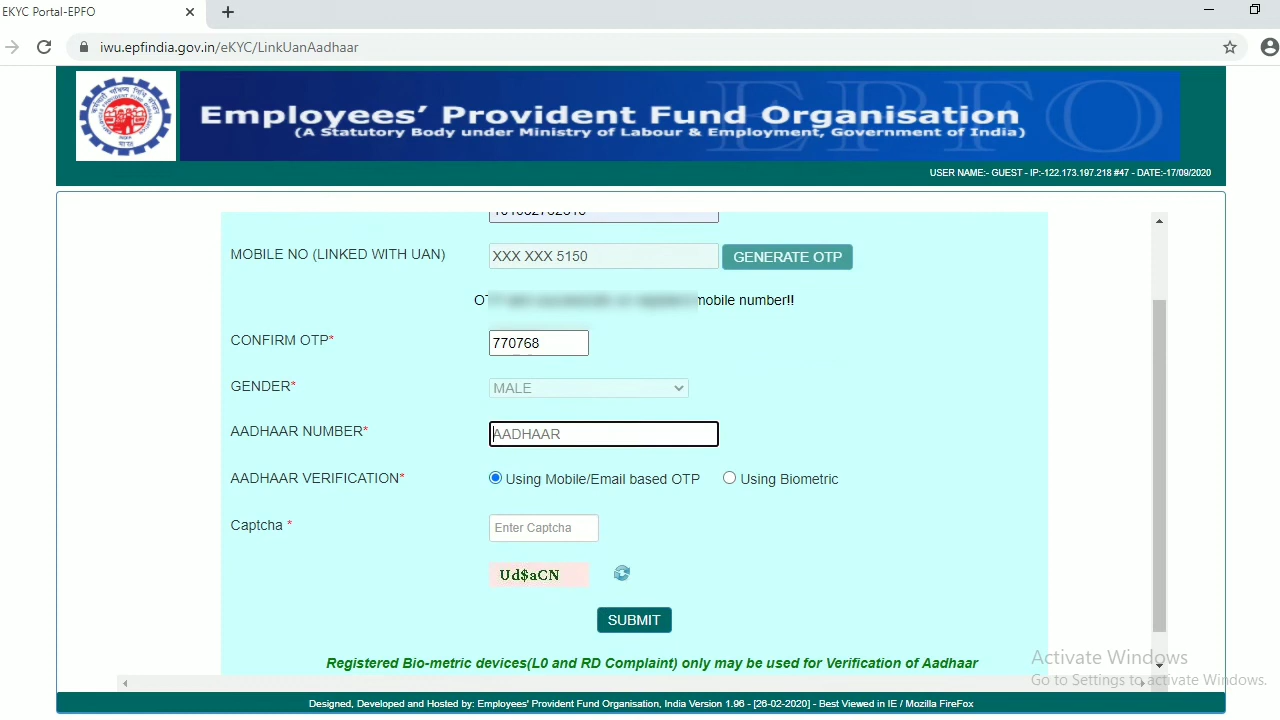 EKYC Portal-EPFO
iwu.epfindia.gov.in/eKYC/LinkUanAadhaar
Employees' Provident Fund Organisation
(A Statutory Body under Ministry of Labour & Employment, Government of India)
EPFO
USER NAME:- GUEST - IP:-122.173.197.218 #47 - DATE:-17/09/2020
MOBILE NO (LINKED WITH UAN) XXX XXX 5150 GENERATE OTP
mobile number!!
CONFIRM OTP* 770768
GENDER* MALE
AADHAAR NUMBER* AADHAAR
AADHAAR VERIFICATION* Using Mobile/Email based OTP Using Biometric
Captcha * Enter Captcha
Ud$aCN
SUBMIT
Registered Bio-metric devices(L0 and RD Complaint) only may be used for Verification of Aadhaar
Activate Windows
Go to Settings to activate Windows.
Designed, Developed and Hosted by: Employees' Provident Fund Organisation, India Version 1.96 - [26-02-2020] - Best Viewed in IE / Mozilla FireFox